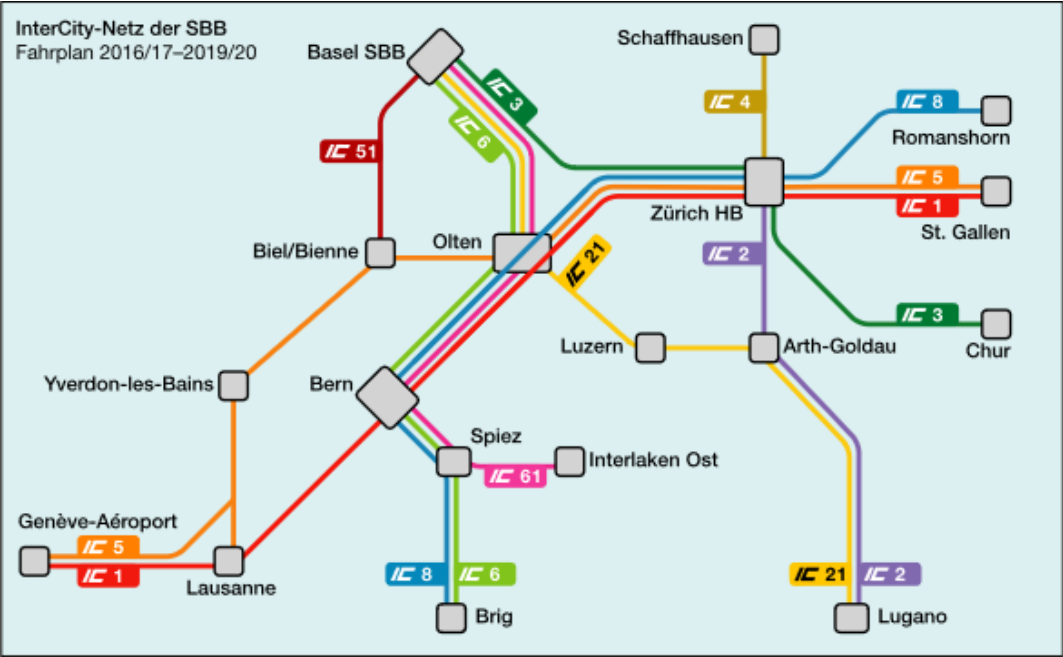 InterCity-Netz der SBB
Fahrplan 2016/17–2019/20
Basel SBB
Schaffhausen
IC 3
IC 4
IC 8
Romanshorn
IC 6
IC 51
IC 5
Zürich HB
IC 1
St. Gallen
Biel/Bienne
Olten
IC 21
IC 2
IC 3
Luzern
Arth-Goldau
Chur
Yverdon-les-Bains
Bern
Spiez
Interlaken Ost
IC 61
Genève-Aéroport
IC 5
IC 1
Lausanne
IC 8
IC 6
IC 21
IC 2
Brig
Lugano